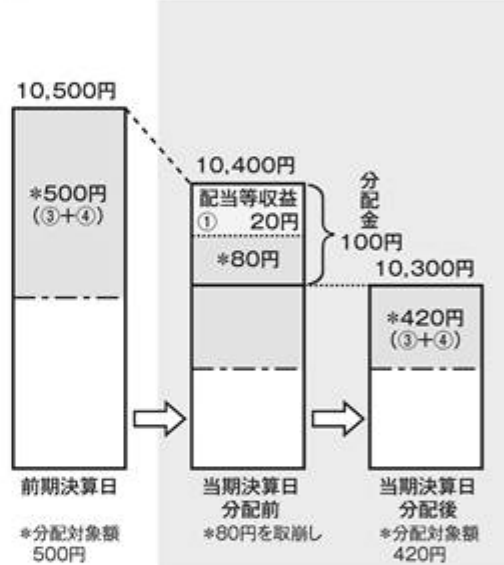 10,500円
*500円
(③+④)
前期決算日
*分配対象額
500円
10,400円
配当等収益
① 20円
*80円
分配金
100円
当期決算日
分配前
*80円を取崩し
10,300円
*420円
(③+④)
当期決算日
分配後
*分配対象額
420円